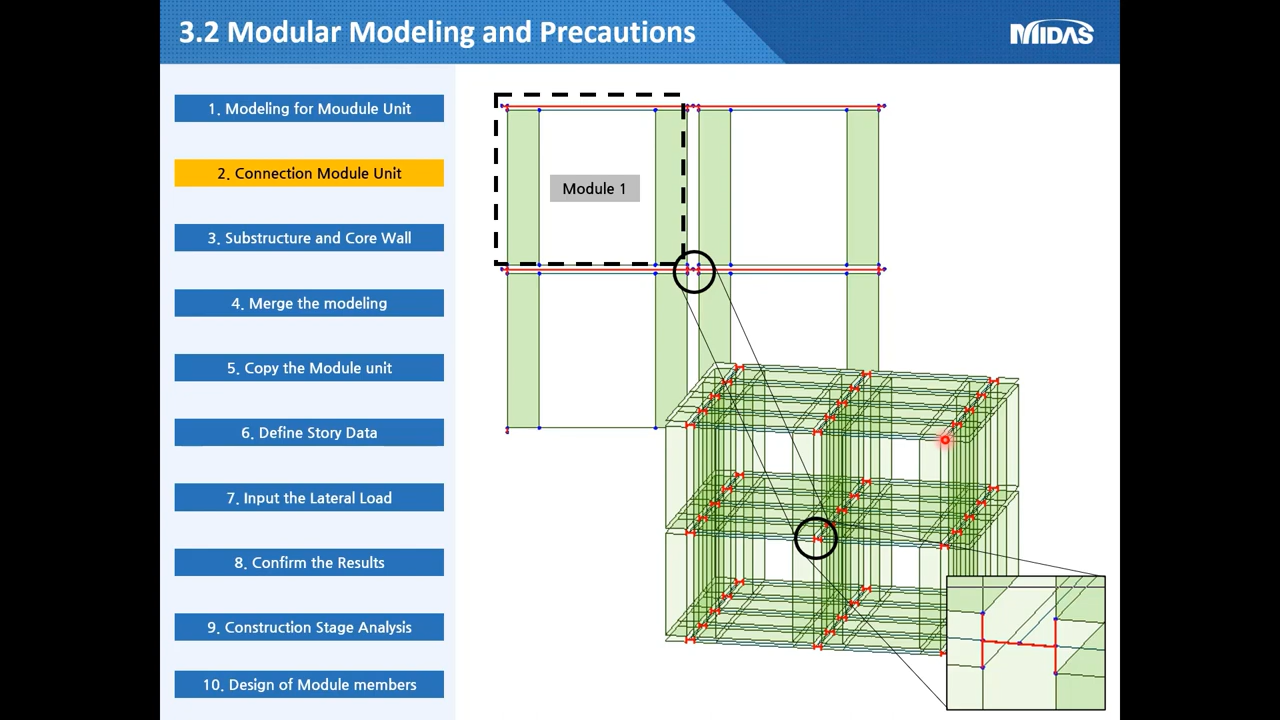 3.2 Modular Modeling and Precautions
MIDAS
1. Modeling for Moudule Unit
2. Connection Module Unit
3. Substructure and Core Wall
4. Merge the modeling
5. Copy the Module unit
6. Define Story Data
7. Input the Lateral Load
8. Confirm the Results
9. Construction Stage Analysis
10. Design of Module members
Module 1